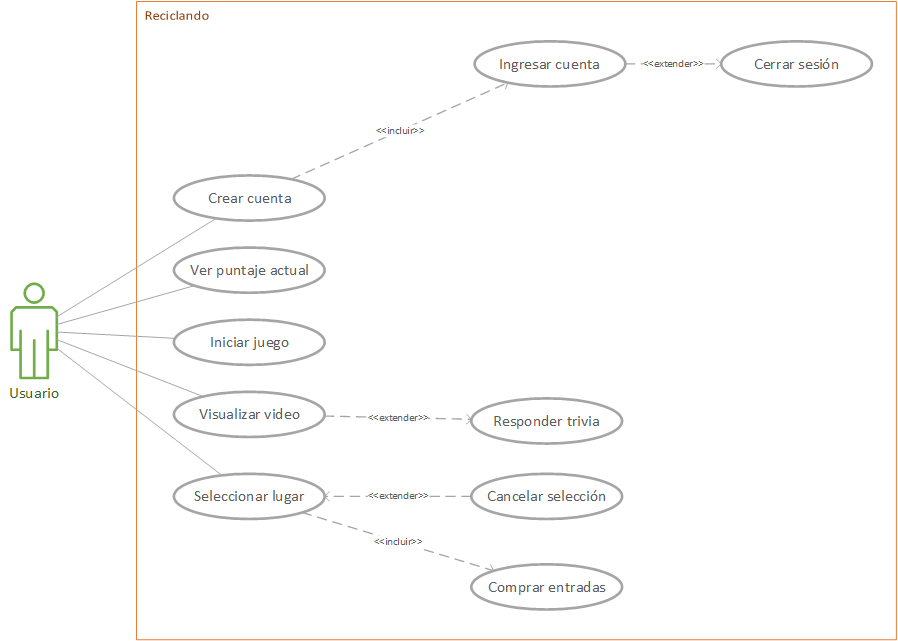 Reciclando
Ingresar cuenta
<<extender>>
Cerrar sesión
<<incluir>>
Crear cuenta
Ver puntaje actual
Iniciar juego
Usuario
Visualizar video
<<extender>>
Responder trivia
Seleccionar lugar
<<extender>>
Cancelar selección
<<incluir>>
Comprar entradas